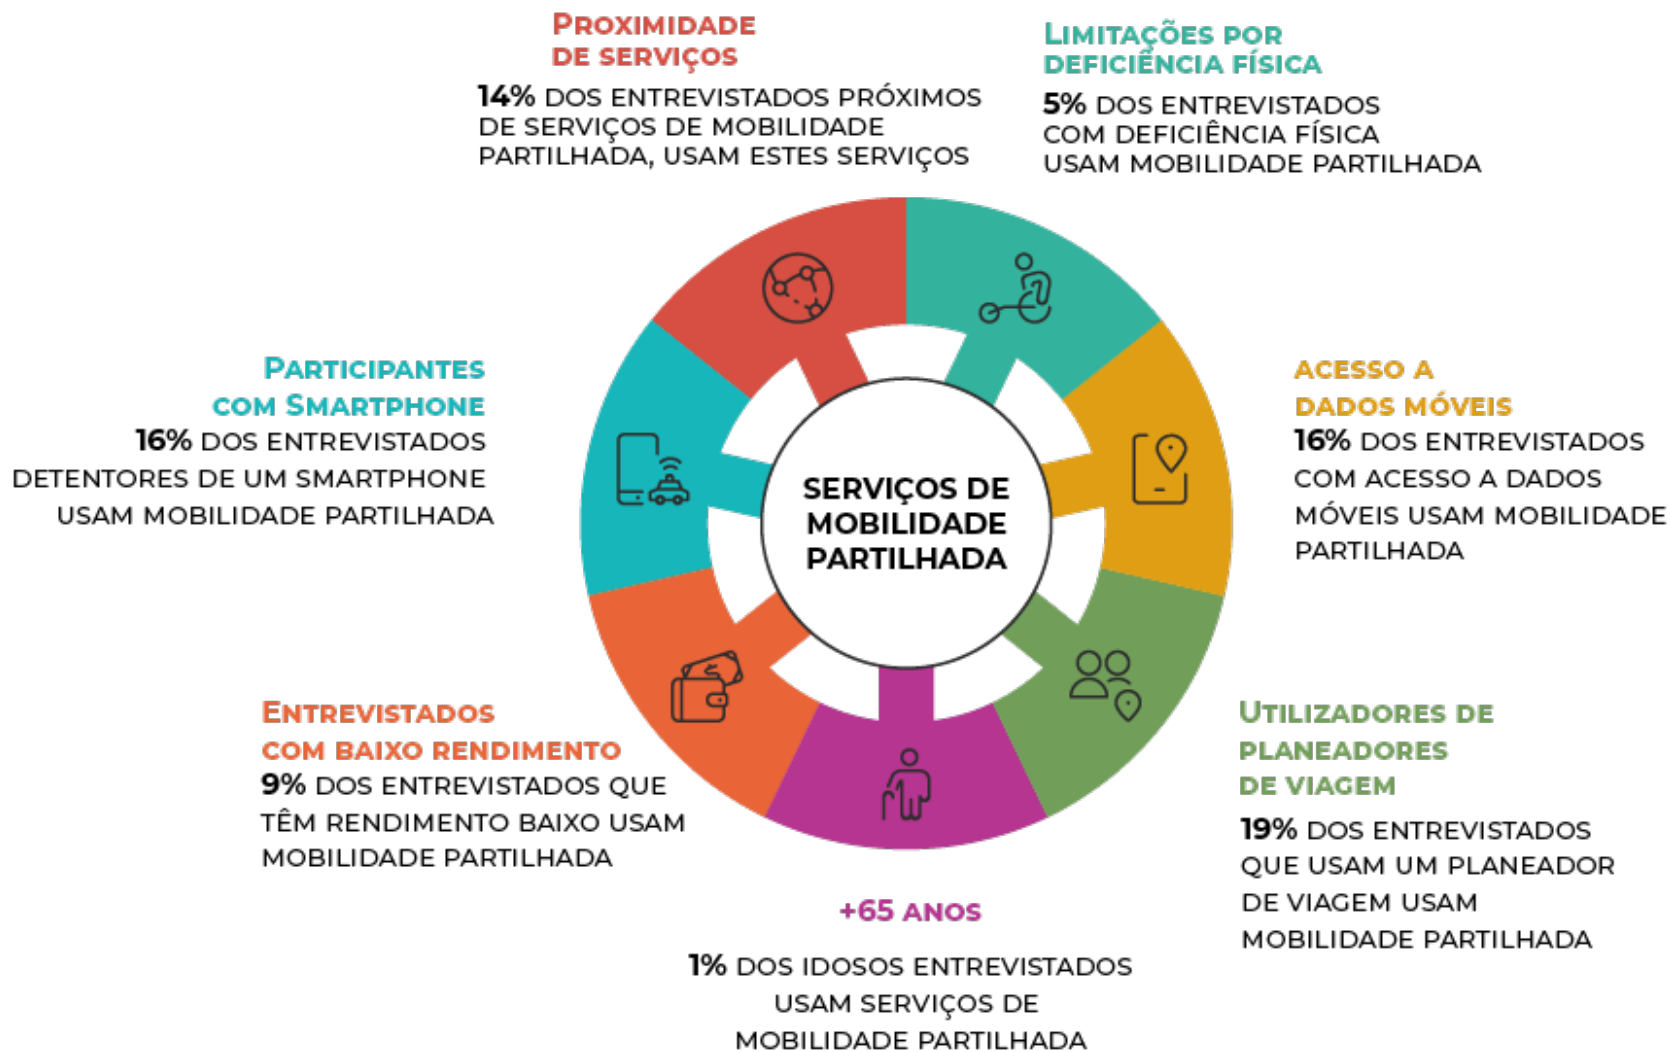 PROXIMIDADE
DE SERVIÇOS
14% DOS ENTREVISTADOS PRÓXIMOS
DE SERVIÇOS DE MOBILIDADE
PARTILHADA, USAM ESTES SERVIÇOS
LIMITAÇÕES POR
DEFICIÊNCIA FÍSICA
5% DOS ENTREVISTADOS
COM DEFICIÊNCIA FÍSICA
USAM MOBILIDADE PARTILHADA
PARTICIPANTES
COM SMARTPHONE
16% DOS ENTREVISTADOS
DETENTORES DE UM SMARTPHONE
USAM MOBILIDADE PARTILHADA
SERVIÇOS DE
MOBILIDADE
PARTILHADA
ACESSO A
DADOS MÓVEIS
16% DOS ENTREVISTADOS
COM ACESSO A DADOS
MÓVEIS USAM MOBILIDADE
PARTILHADA
ENTREVISTADOS
COM BAIXO RENDIMENTO
9% DOS ENTREVISTADOS QUE
TÊM RENDIMENTO BAIXO USAM
MOBILIDADE PARTILHADA
UTILIZADORES DE
PLANEADORES
DE VIAGEM
19% DOS ENTREVISTADOS
QUE USAM UM PLANEADOR
DE VIAGEM USAM
MOBILIDADE PARTILHADA
+65 ANOS
1% DOS IDOSOS ENTREVISTADOS
USAM SERVIÇOS DE
MOBILIDADE PARTILHADA